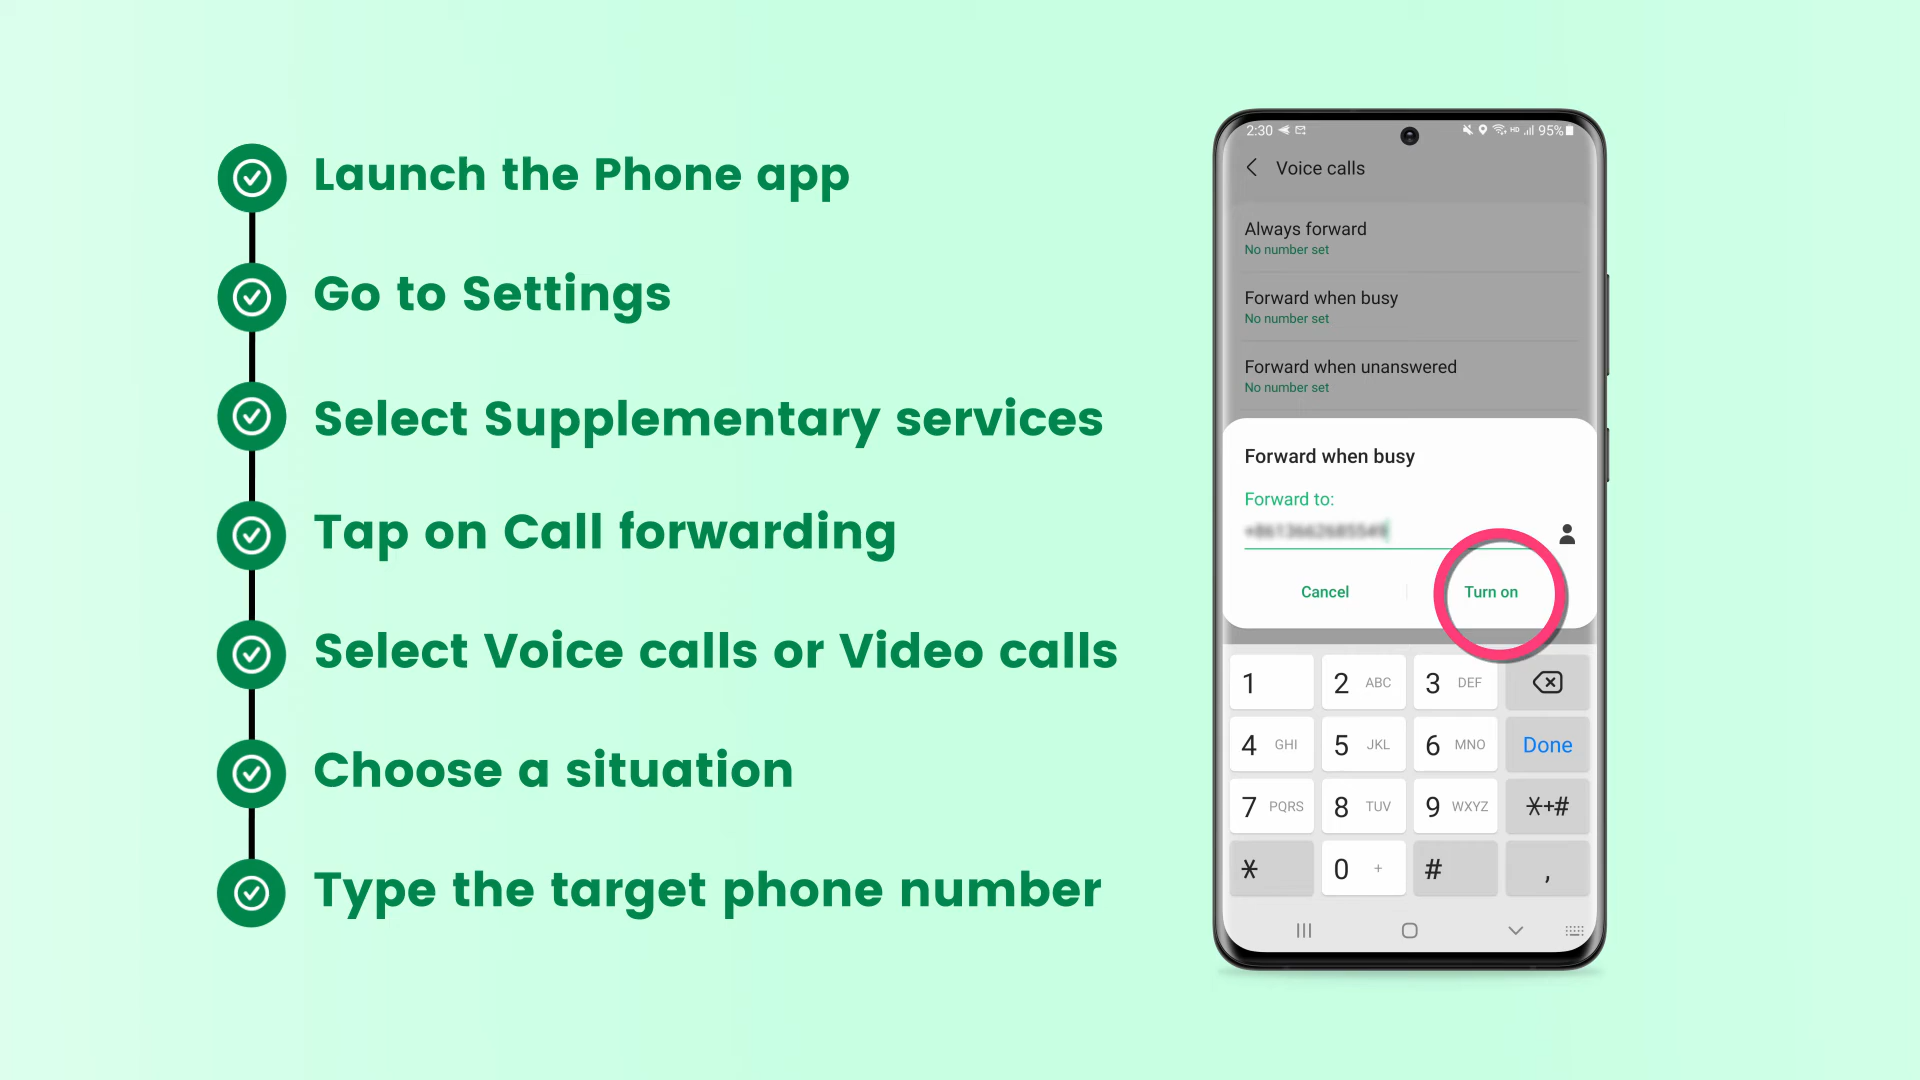 Launch the Phone app
Go to Settings
Select Supplementary services
Tap on Call forwarding
Select Voice calls or Video calls
Choose a situation
Type the target phone number
2:30
HD
95%
Voice calls
Always forward
No number set
Forward when busy
No number set
Forward when unanswered
No number set
Forward when busy
Forward to:
Cancel
Turn on
1
2 ABC
3 DEF
4 GHI
5 JKL
6 MNO
Done
7 PQRS
8 TUV
9 WXYZ
*+#
*
0 +
#
,